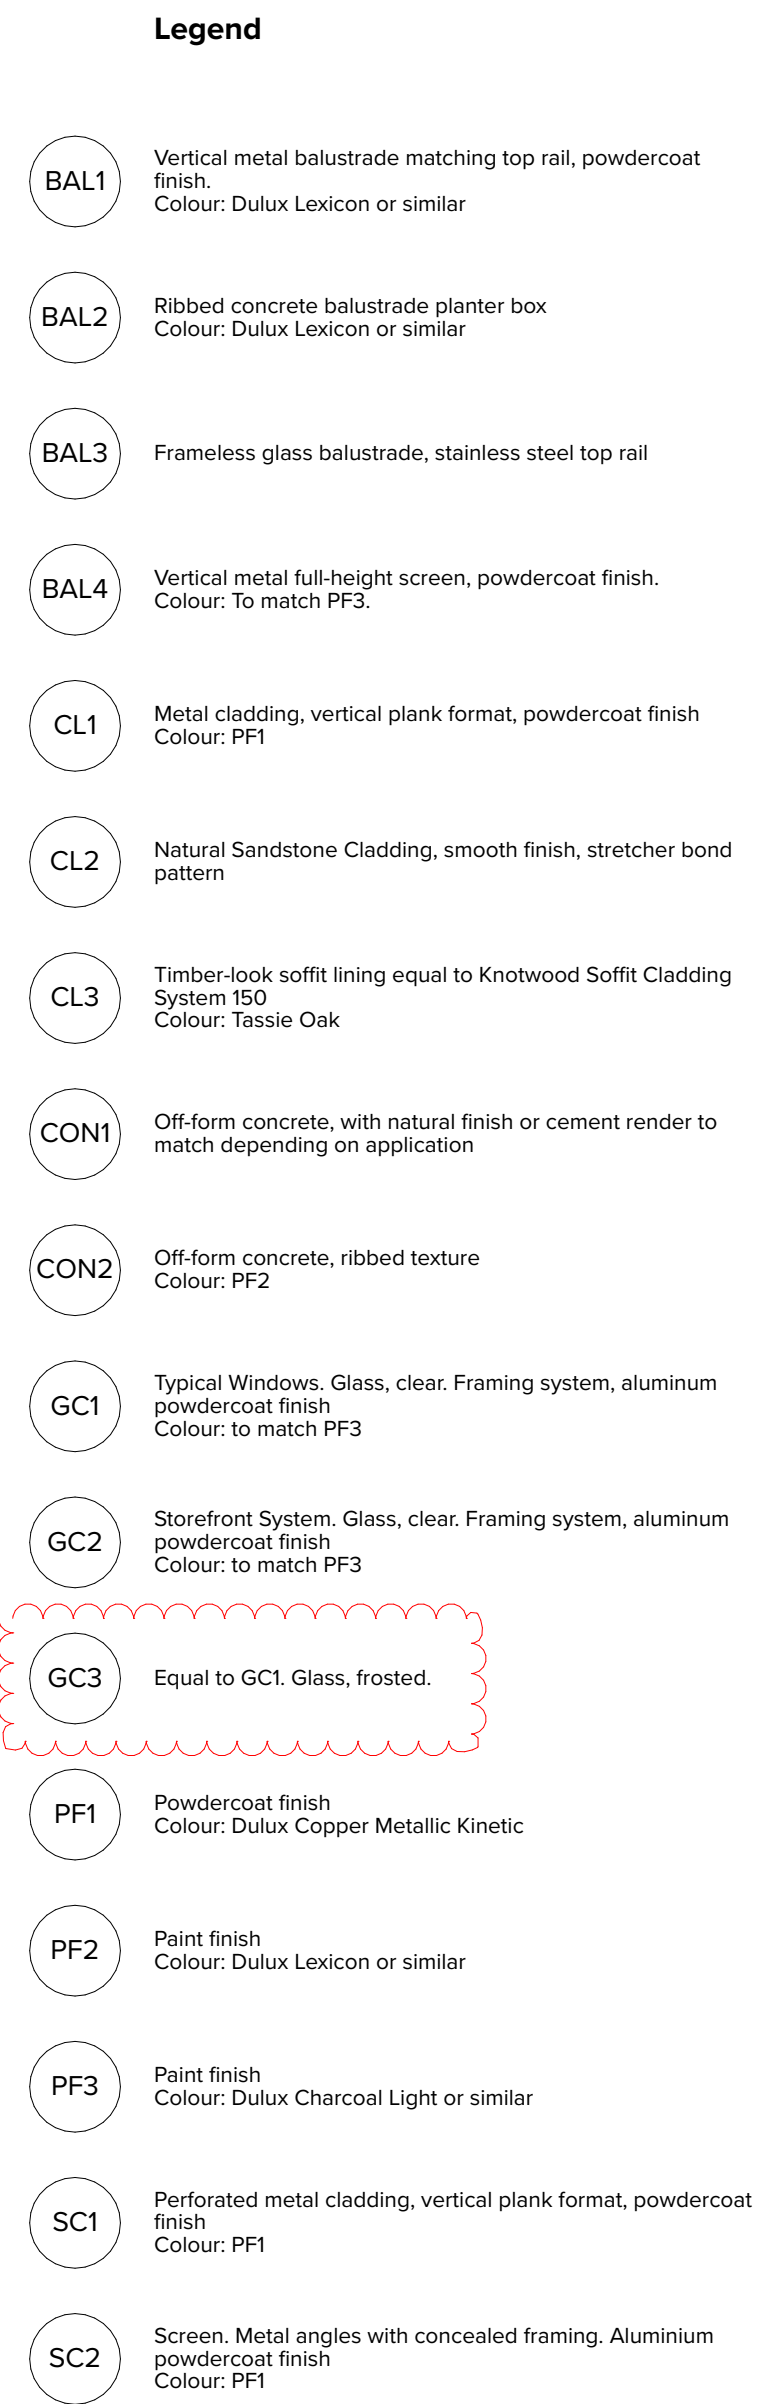 Legend
BAL1
Vertical metal balustrade matching top rail, powdercoat
finish.
Colour: Dulux Lexicon or similar
BAL2
Ribbed concrete balustrade planter box
Colour: Dulux Lexicon or similar
BAL3
Frameless glass balustrade, stainless steel top rail
BAL4
Vertical metal full-height screen, powdercoat finish.
Colour: To match PF3.
CL1
Metal cladding, vertical plank format, powdercoat finish
Colour: PF1
CL2
Natural Sandstone Cladding, smooth finish, stretcher bond
pattern
CL3
Timber-look soffit lining equal to Knotwood Soffit Cladding
System 150
Colour: Tassie Oak
CON1
Off-form concrete, with natural finish or cement render to
match depending on application
CON2
Off-form concrete, ribbed texture
Colour: PF2
GC1
Typical Windows. Glass, clear. Framing system, aluminum
powdercoat finish
Colour: to match PF3
GC2
Storefront System. Glass, clear. Framing system, aluminum
powdercoat finish
Colour: to match PF3
GC3
Equal to GC1. Glass, frosted.
PF1
Powdercoat finish
Colour: Dulux Copper Metallic Kinetic
PF2
Paint finish
Colour: Dulux Lexicon or similar
PF3
Paint finish
Colour: Dulux Charcoal Light or similar
SC1
Perforated metal cladding, vertical plank format, powdercoat
finish
Colour: PF1
SC2
Screen. Metal angles with concealed framing. Aluminium
powdercoat finish
Colour: PF1